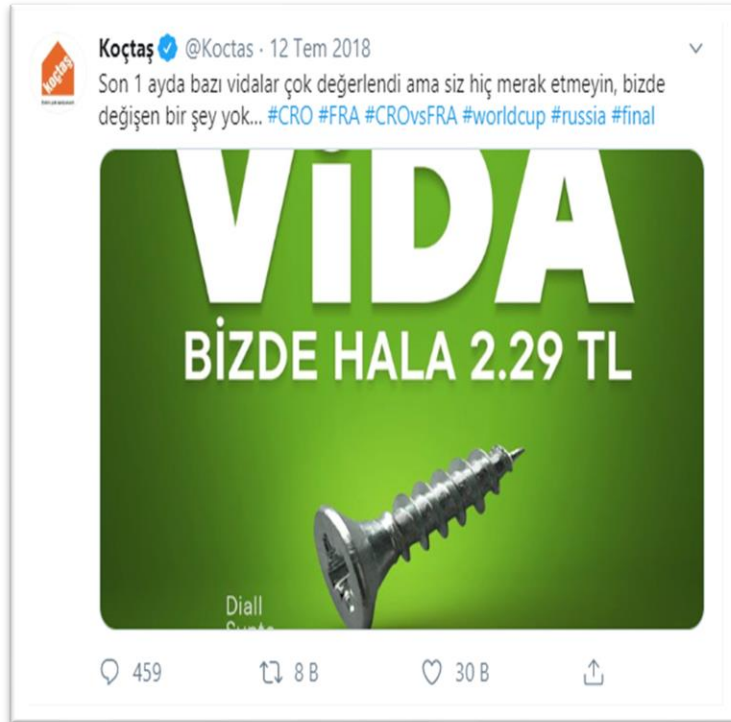 koçtaş
Koçtaş @Koctas · 12 Tem 2018
Son 1 ayda bazı vidalar çok değerlendi ama siz hiç merak etmeyin, bizde
değişen bir şey yok... #CRO #FRA #CROvsFRA #worldcup #russia #final
VİDA
BİZDE HALA 2.29 TL
Diall
459 8 B 30 B